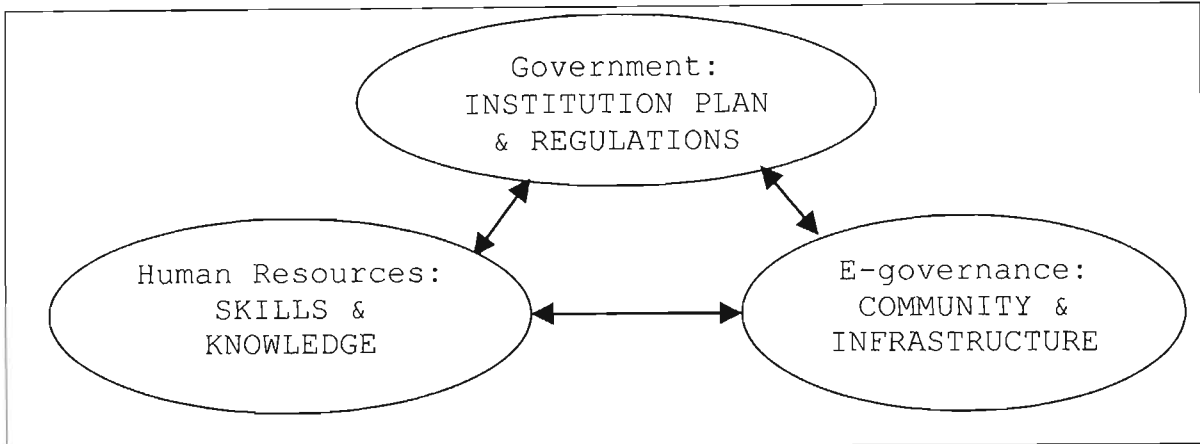 Government:
INSTITUTION PLAN
& REGULATIONS
Human Resources:
SKILLS &
KNOWLEDGE
E-governance:
COMMUNITY &
INFRASTRUCTURE